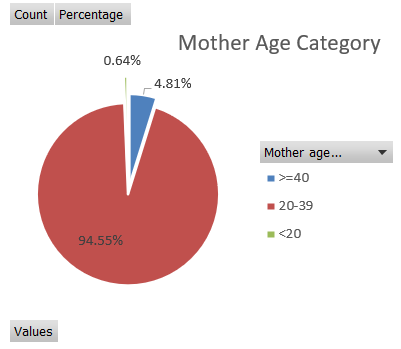 Count Percentage
Mother Age Category
0.64%
4.81%
94.55%
Mother age...
>=40
20-39
<20
Values